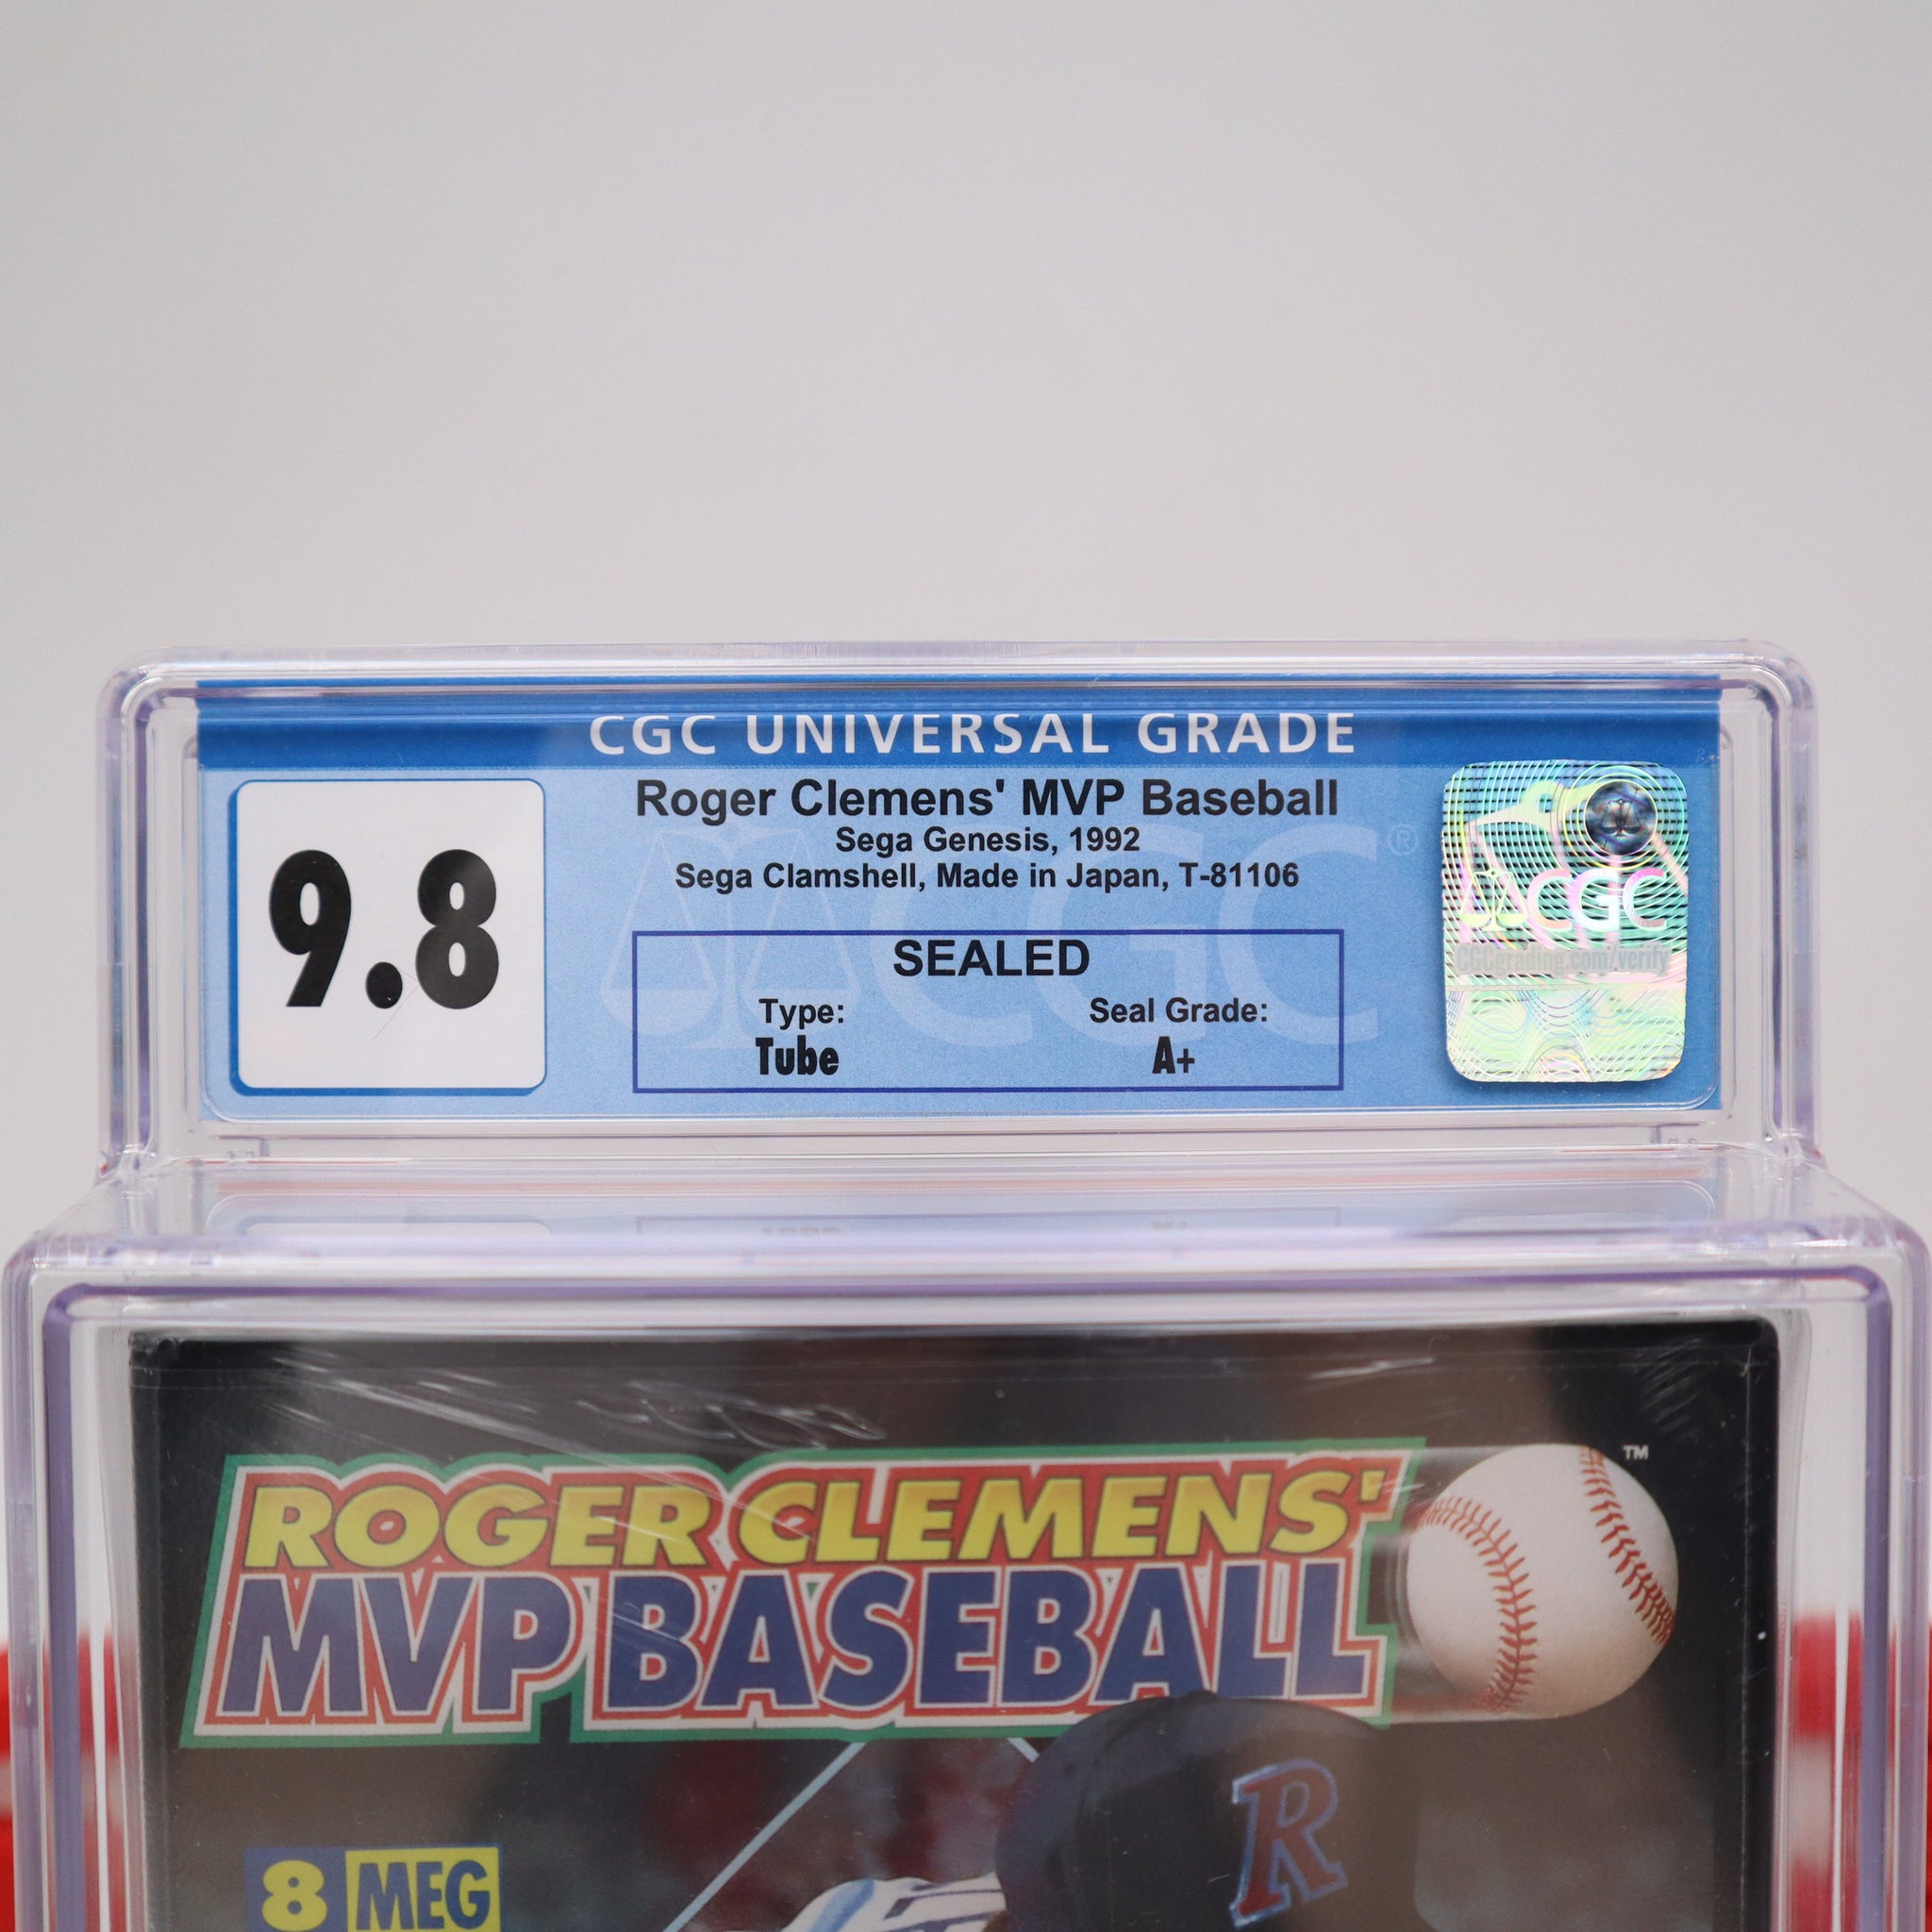 CGC UNIVERSAL GRADE
9.8
Roger Clemens' MVP Baseball
Sega Genesis, 1992
Sega Clamshell, Made in Japan, T-81106
CGC®
SEALED
Type: Seal Grade:
Tube A+
CGC
CGCgrading.com/verify
ROGER CLEMENS'
MVP BASEBALL
TM
R
8 MEG